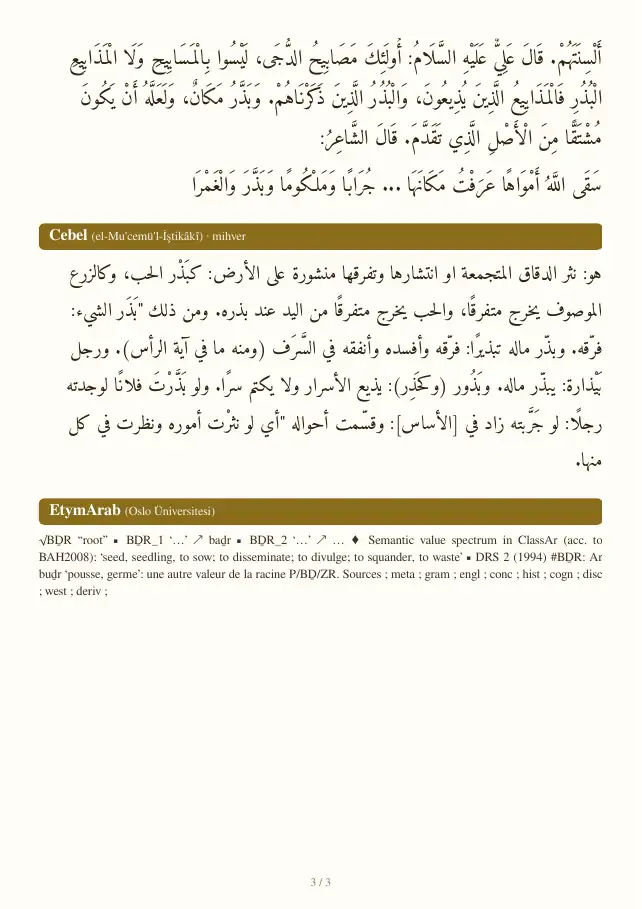 أَلْسِنَتَهُمْ. قَالَ عَلِيٌّ عَلَيْهِ السَّلَامُ: أُولَئِكَ مَصَابِيحُ الدُّجَى، لَيْسُوا بِالْمَسَايِيحِ وَلَا الْمَذَايِيعِ
الْبُذُرِ فَالْمَذَايِيعُ الَّذِينَ يُذِيعُونَ، وَالْبُذُرُ الَّذِينَ ذَكَرْنَاهُمْ. وَبَذَّرُ مَكَانٌ، وَلَعَلَّهُ أَنْ يَكُونَ
مُشْتَقًّا مِنَ الْأَصْلِ الَّذِي تَقَدَّمَ. قَالَ الشَّاعِرُ:
سَقَى اللَّهُ أَمْوَاهًا عَرَفْتُ مَكَانَهَا ... جُرَابًا وَمَلْكُومًا وَبَذَّرَ وَالْغَمْرَا
Cebel (el-Mu'cemü'l-İştikâkî) · mihver
هو: نثر الدقاق المتجمعة او انتشارها وتفرقها منشورة على الأرض: كبَذْر الحب، وكالزرع
الموصوف يخرج متفرقًا، والحب يخرج متفرقًا من اليد عند بذره. ومن ذلك "بَذَر الشيء:
فرّقه. وبذّر ماله تبذيرًا: فرّقه وأفسده وأنفقه في السَّرَف (ومنه ما في آية الرأس). ورجل
بَيْذارة: يبذّر ماله. وبَذُور (وكحَذِر): يذيع الأسرار ولا يكتم سرًا. ولو بَذَّرْتَ فلانًا لوجدته
رجلًا: لو جَرَّبته زاد في [الأساس]: وقسّمت أحواله "أي لو نثرْت أموره ونظرت في كل
منها.
EtymArab (Oslo Üniversitesi)
√BḎR “root” ▪ BḎR_1 ‘…’ ↗ baḏr ▪ BḎR_2 ‘…’ ↗ … ♦ Semantic value spectrum in ClassAr (acc. to
BAH2008): ‘seed, seedling, to sow; to disseminate; to divulge; to squander, to waste’ ▪ DRS 2 (1994) #BḎR: Ar
buḏr ‘pousse, germe’: une autre valeur de la racine P/BḎ/ZR. Sources ; meta ; gram ; engl ; conc ; hist ; cogn ; disc
; west ; deriv ;
3 / 3